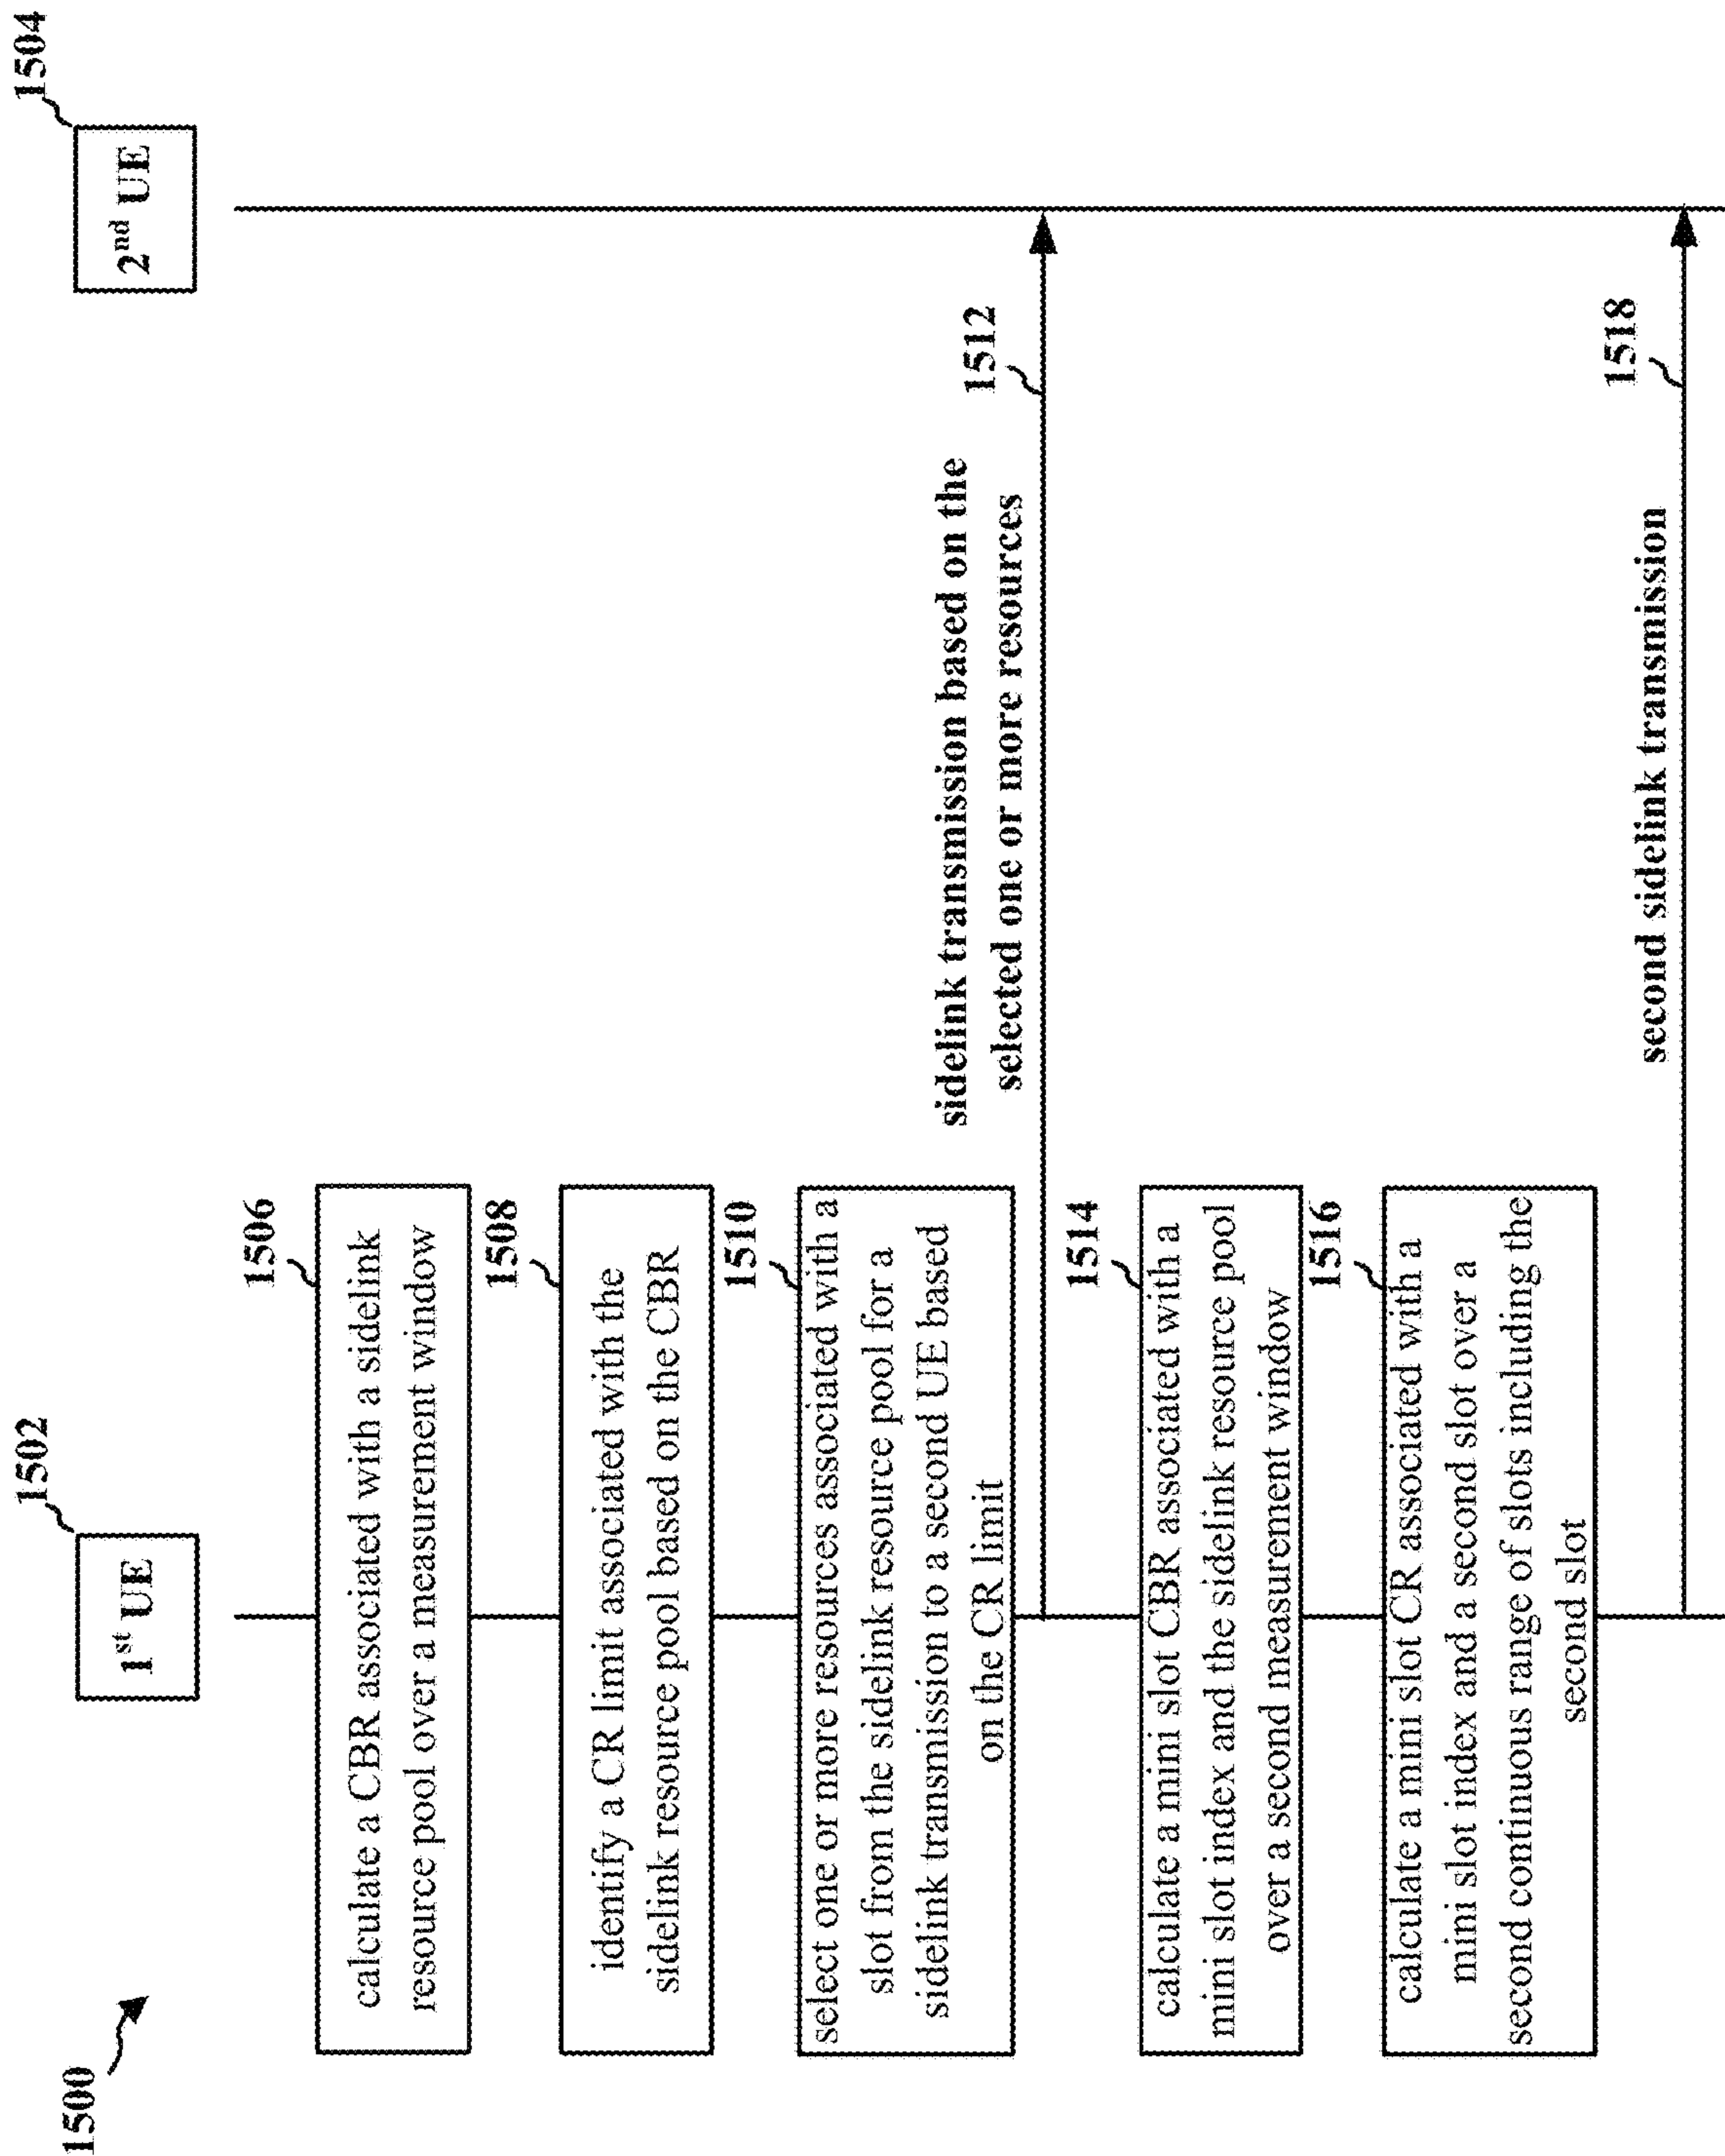 1500
1502
1st UE
1504
2nd UE
1506
calculate a CBR associated with a sidelink
resource pool over a measurement window
1508
identify a CR limit associated with the
sidelink resource pool based on the CBR
1510
select one or more resources associated with a
slot from the sidelink resource pool for a
sidelink transmission to a second UE based
on the CR limit
sidelink transmission based on the
selected one or more resources
1512
1514
calculate a mini slot CBR associated with a
mini slot index and the sidelink resource pool
over a second measurement window
1516
calculate a mini slot CR associated with a
mini slot index and a second slot over a
second continuous range of slots including the
second slot
second sidelink transmission
1518